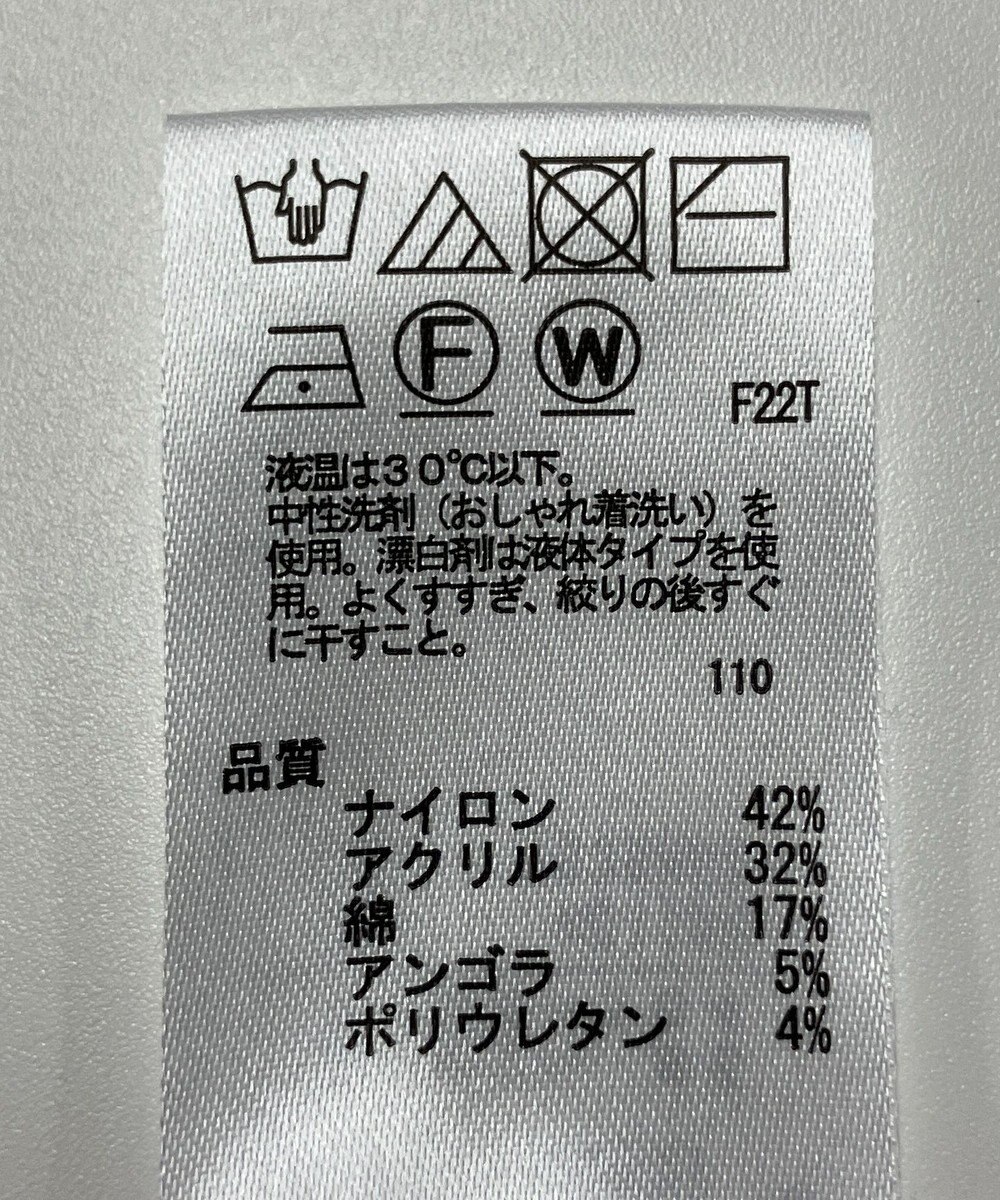 F
W
F22T
液温は30℃以下。
中性洗剤（おしゃれ着洗い）を
使用。漂白剤は液体タイプを使
用。よくすすぎ、絞りの後すぐ
に干すこと。
110
品質
ナイロン 42%
アクリル 32%
綿 17%
アンゴラ 5%
ポリウレタン 4%